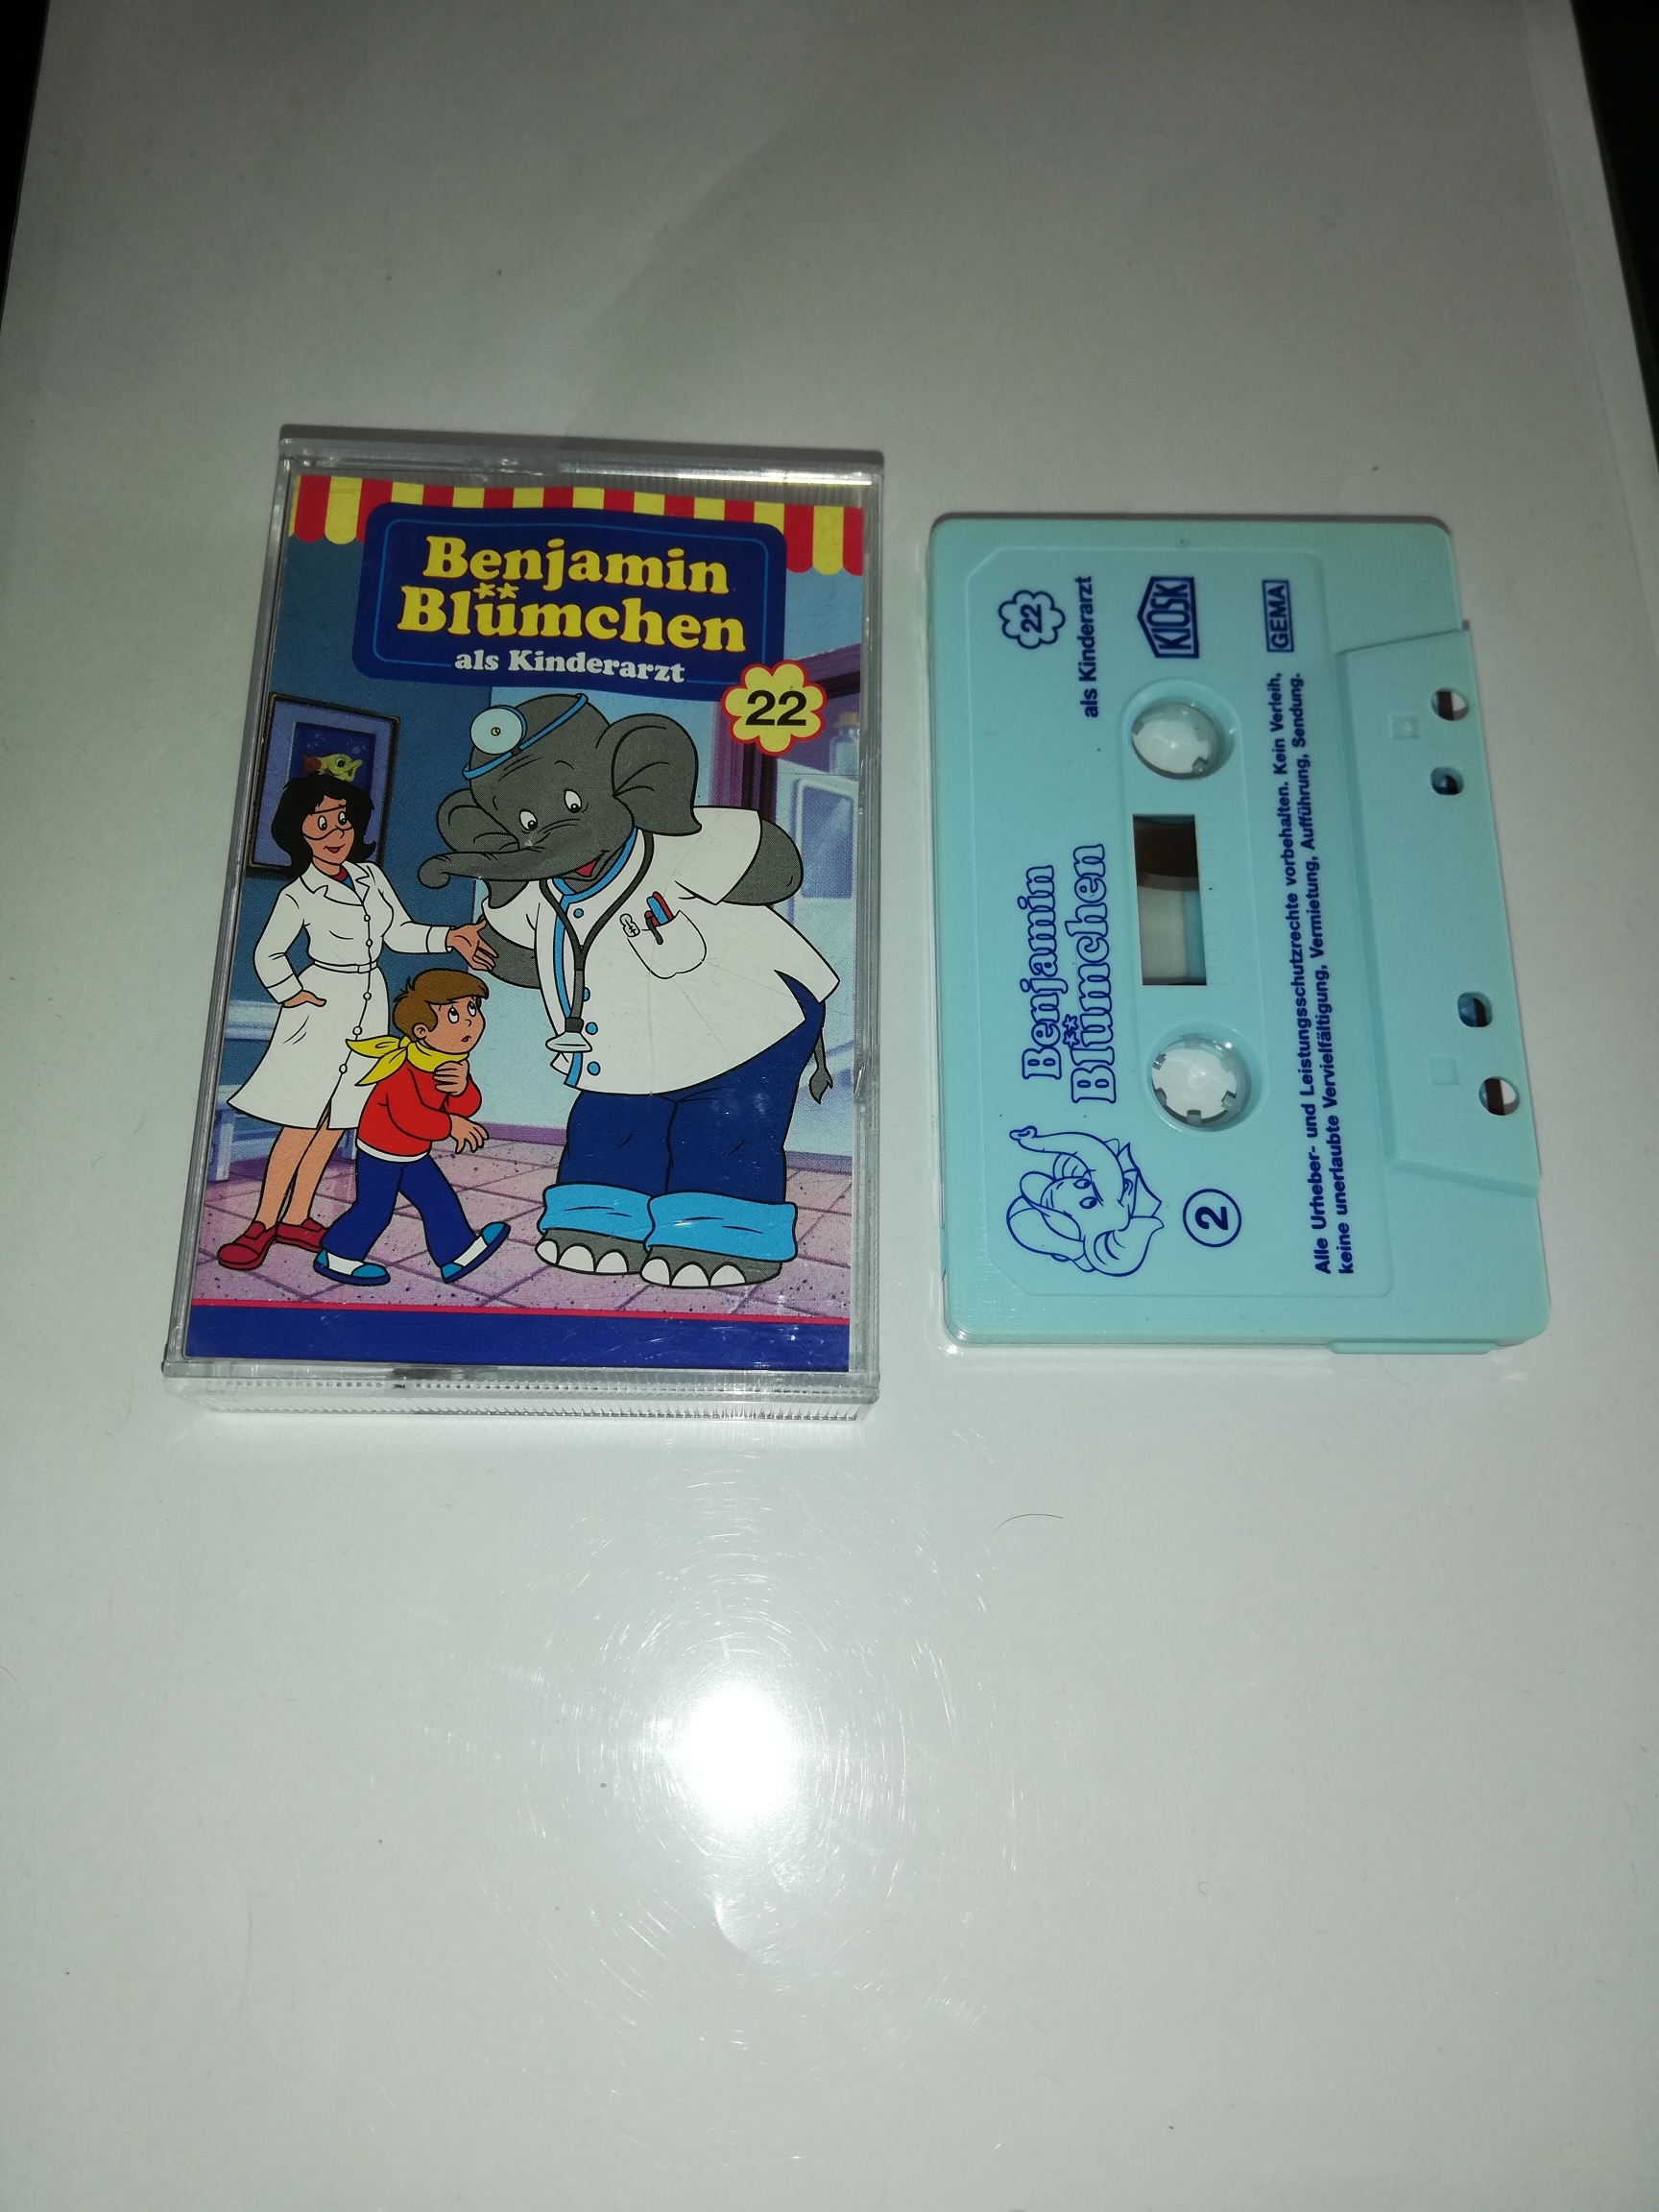 Benjamin
Blümchen
als Kinderarzt
22
22
als Kinderarzt
KIOSK
GEMA
Benjamin
Blümchen
2
Alle Urheber- und Leistungsschutzrechte vorbehalten. Kein Verleih,
keine unerlaubte Vervielfältigung, Vermietung, Aufführung, Sendung.